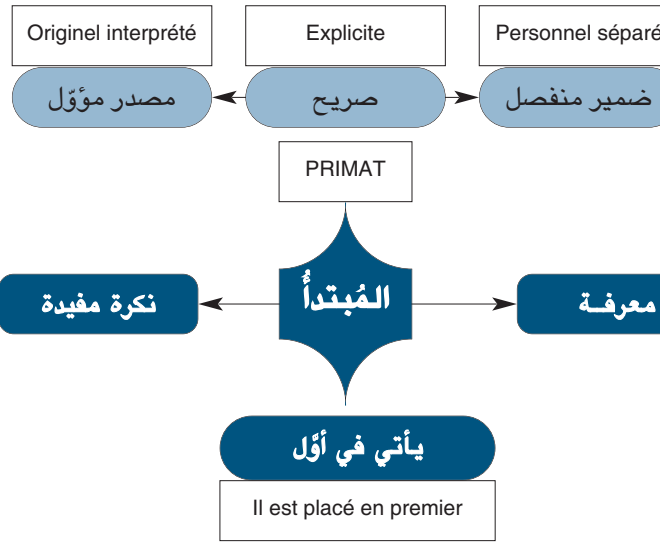 Originel interprété Explicite Personnel séparé
مصدر مؤوّل صريح ضمير منفصل
PRIMAT
المُبتدأُ
نكرة مفيدة معرفـة
يأتي في أوَّل
Il est placé en premier